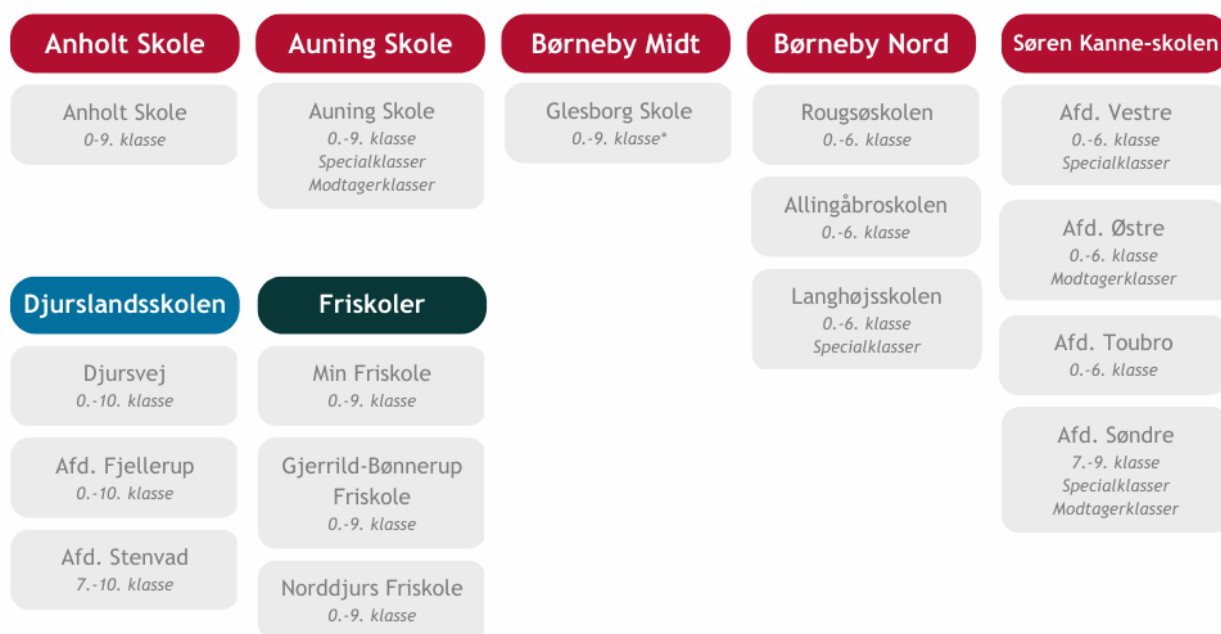 Anholt Skole
Anholt Skole
0-9. klasse
Auning Skole
Auning Skole
0.-9. klasse
Specialklasser
Modtagerklasser
Børneby Midt
Glesborg Skole
0.-9. klasse*
Børneby Nord
Rougsøskolen
0.-6. klasse
Allingåbroskolen
0.-6. klasse
Langhøjsskolen
0.-6. klasse
Specialklasser
Søren Kanne-skolen
Afd. Vestre
0.-6. klasse
Specialklasser
Afd. Østre
0.-6. klasse
Modtagerklasser
Afd. Toubro
0.-6. klasse
Afd. Søndre
7.-9. klasse
Specialklasser
Modtagerklasser
Djurslandsskolen
Djursvej
0.-10. klasse
Afd. Fjellerup
0.-10. klasse
Afd. Stenvad
7.-10. klasse
Friskoler
Min Friskole
0.-9. klasse
Gjerrild-Bønnerup
Friskole
0.-9. klasse
Norddjurs Friskole
0.-9. klasse